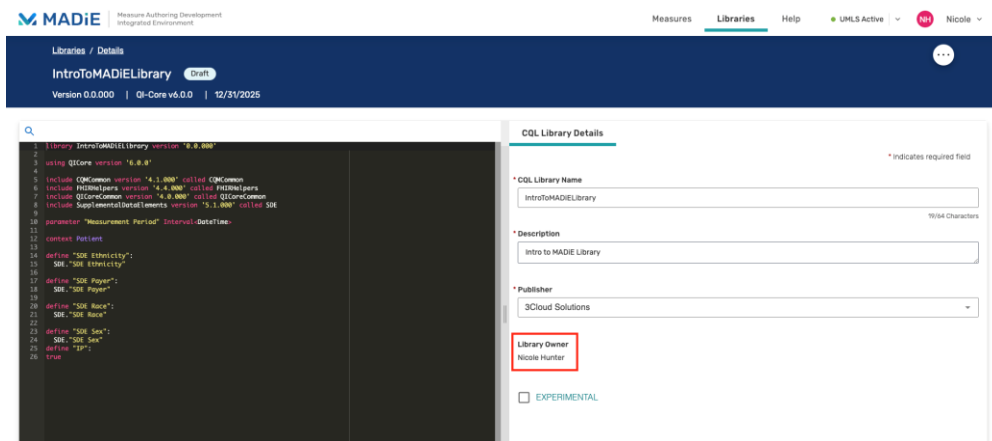 MADiE
Measure Authoring Development
Integrated Environment
Measures Libraries Help UMLS Active NH Nicole
Libraries / Details
IntroToMADiELibrary Draft
Version 0.0.000 | QI-Core v6.0.0 | 12/31/2025
1 library IntroToMADiELibrary version '0.0.000'
2
3 using QICore version '6.0.0'
4
5 include CQMCommon version '4.1.000' called CQMCommon
6 include FHIRHelpers version '4.4.000' called FHIRHelpers
7 include QICoreCommon version '4.0.000' called QICoreCommon
8 include SupplementalDataElements version '5.1.000' called SDE
9
10 parameter "Measurement Period" Interval<DateTime>
11
12 context Patient
13
14 define "SDE Ethnicity":
15 SDE."SDE Ethnicity"
16
17 define "SDE Payer":
18 SDE."SDE Payer"
19
20 define "SDE Race":
21 SDE."SDE Race"
22
23 define "SDE Sex":
24 SDE."SDE Sex"
25 define "IP":
26 true
CQL Library Details
* Indicates required field
* CQL Library Name
IntroToMADiELibrary
19/64 Characters
* Description
Intro to MADiE Library
* Publisher
3Cloud Solutions
Library Owner
Nicole Hunter
EXPERIMENTAL